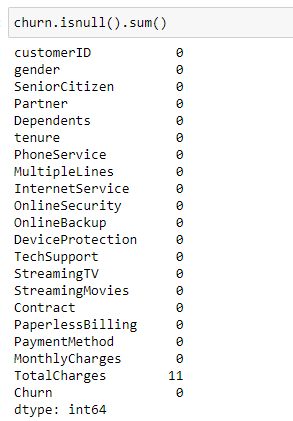 churn.isnull().sum()
customerID 0
gender 0
SeniorCitizen 0
Partner 0
Dependents 0
tenure 0
PhoneService 0
MultipleLines 0
InternetService 0
OnlineSecurity 0
OnlineBackup 0
DeviceProtection 0
TechSupport 0
StreamingTV 0
StreamingMovies 0
Contract 0
PaperlessBilling 0
PaymentMethod 0
MonthlyCharges 0
TotalCharges 11
Churn 0
dtype: int64